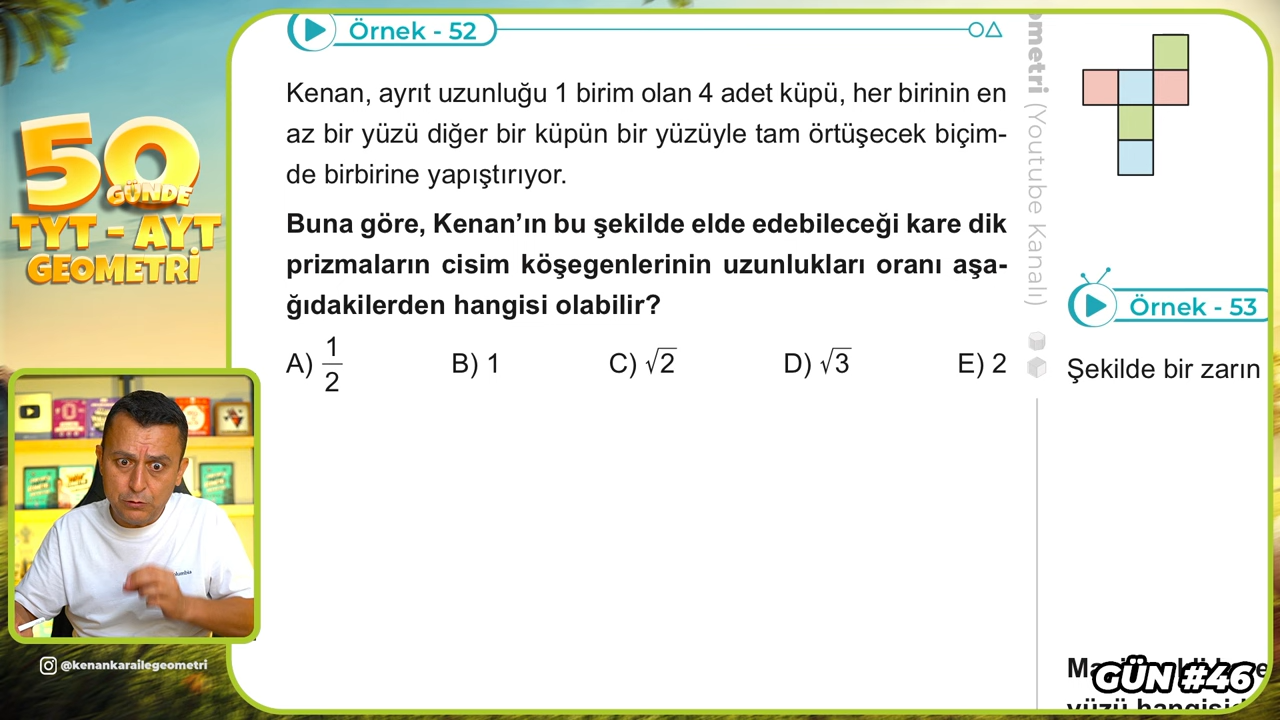 50
GÜNDE
TYT - AYT
GEOMETRİ
Örnek - 52
Kenan, ayrıt uzunluğu 1 birim olan 4 adet küpü, her birinin en
az bir yüzü diğer bir küpün bir yüzüyle tam örtüşecek biçim-
de birbirine yapıştırıyor.
Buna göre, Kenan’ın bu şekilde elde edebileceği kare dik
prizmaların cisim köşegenlerinin uzunlukları oranı aşa-
ğıdakilerden hangisi olabilir?
A) 1/2 B) 1 C) √2 D) √3 E) 2
(Youtube Kanalı)
Örnek - 53
Şekilde bir zarın
GÜN #46
@kenankarailegeometri